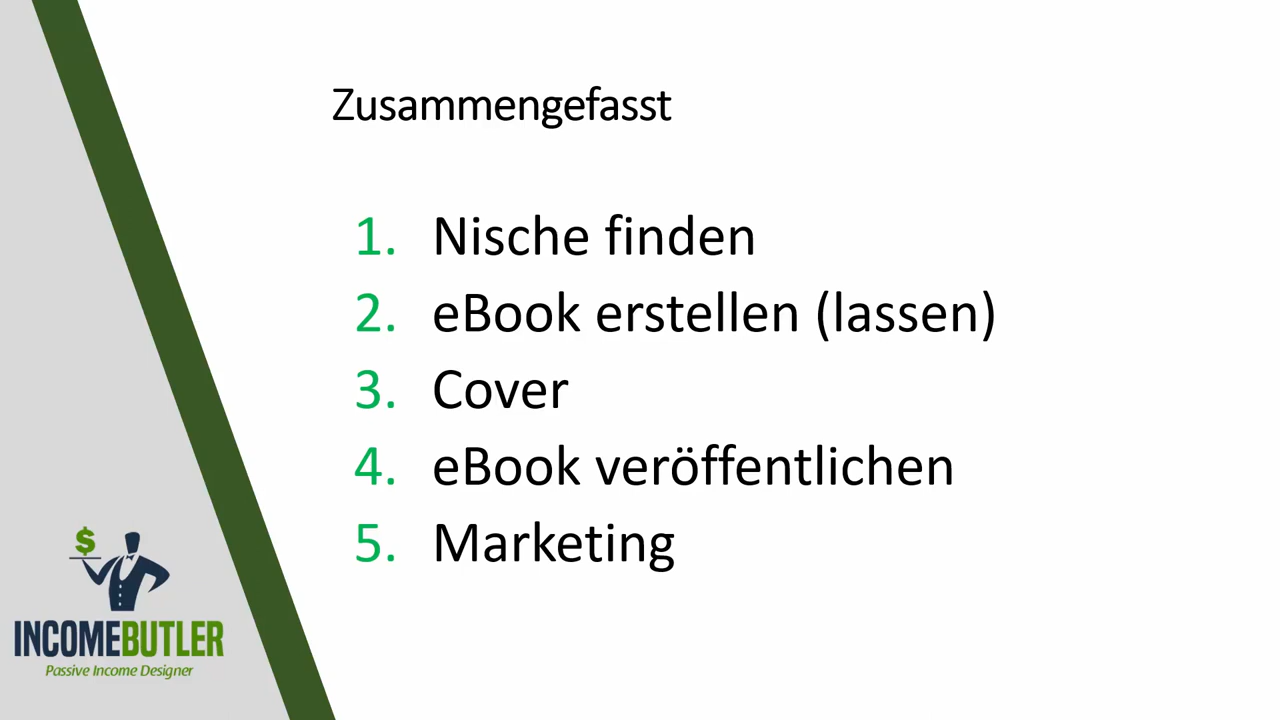 Zusammengefasst
1. Nische finden
2. eBook erstellen (lassen)
3. Cover
4. eBook veröffentlichen
5. Marketing
$
INCOMEBUTLER
Passive Income Designer